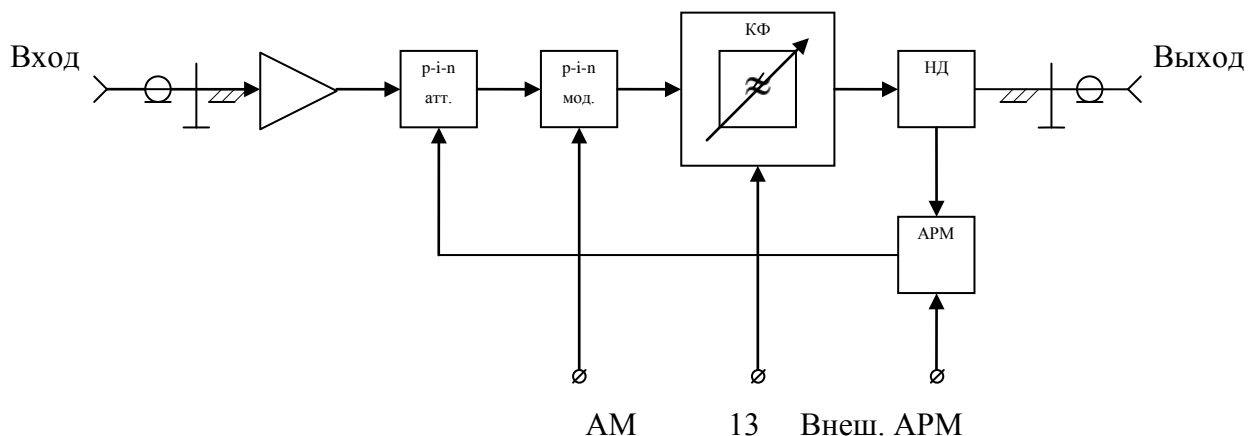 КФ
Вход
p-i-n
атт.
p-i-n
мод.
НД
Выход
АРМ
АМ
13
Внеш. АРМ